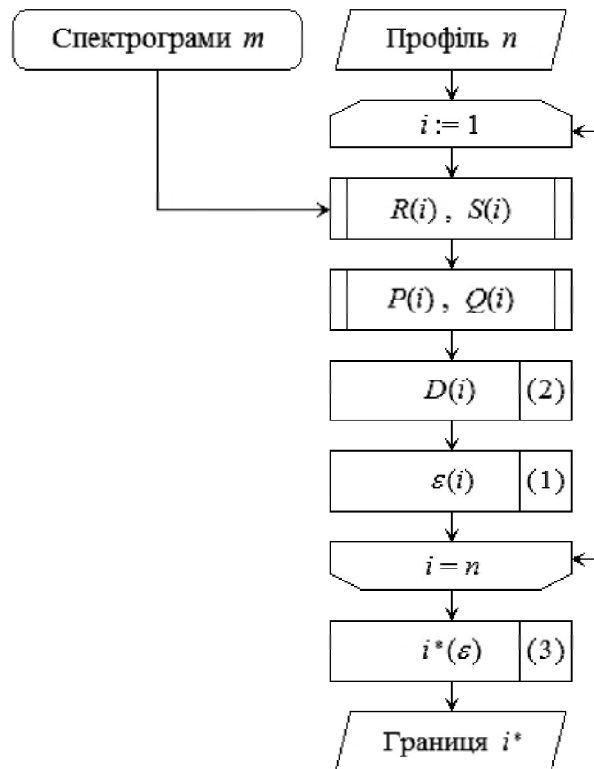 Спектрограми m
Профіль n
i := 1
R(i) , S(i)
P(i) , Q(i)
D(i) (2)
ε(i) (1)
i = n
i*(ε) (3)
Границя i*